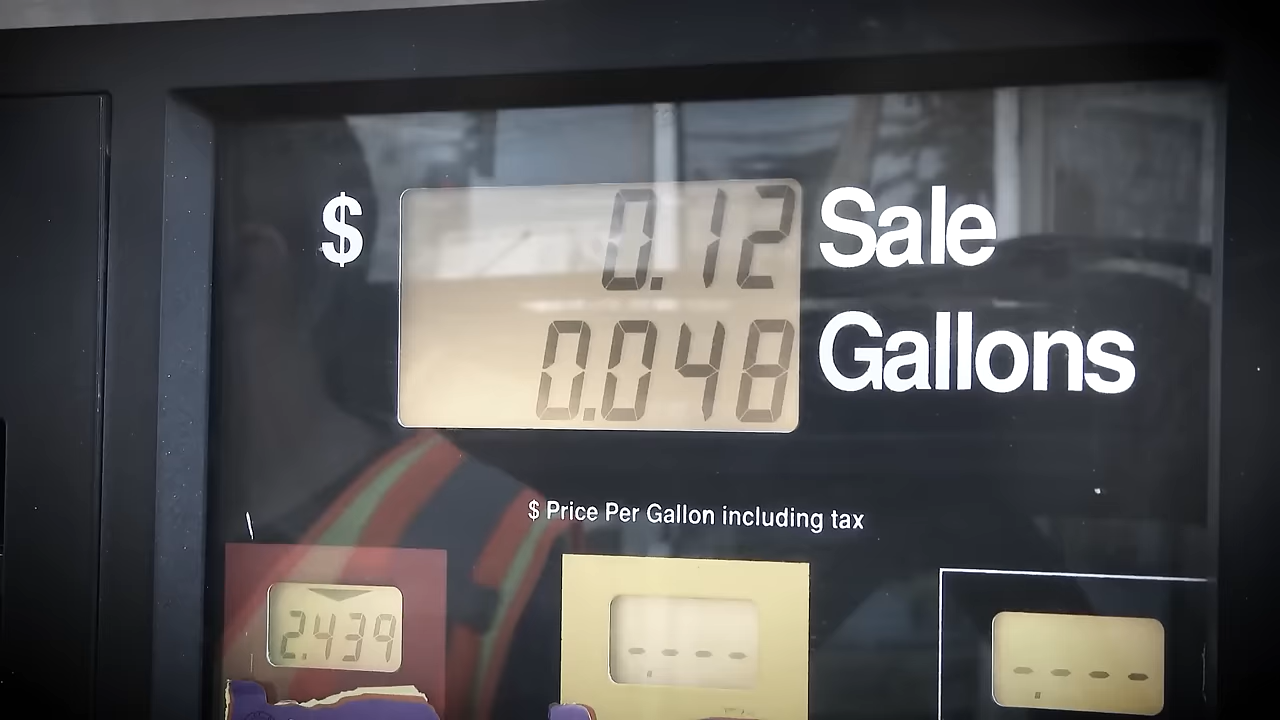 $ 0.12 Sale
0.048 Gallons
$ Price Per Gallon including tax
2.439
- - - - 
- - - -